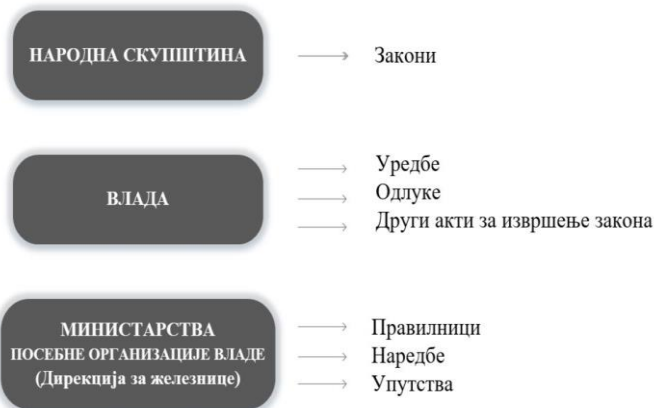 НАРОДНА СКУПШТИНА
Закони
ВЛАДА
Уредбе
Одлуке
Други акти за извршење закона
МИНИСТАРСТВА
ПОСЕБНЕ ОРГАНИЗАЦИЈЕ ВЛАДЕ
(Дирекција за железнице)
Правилници
Наредбе
Упутства